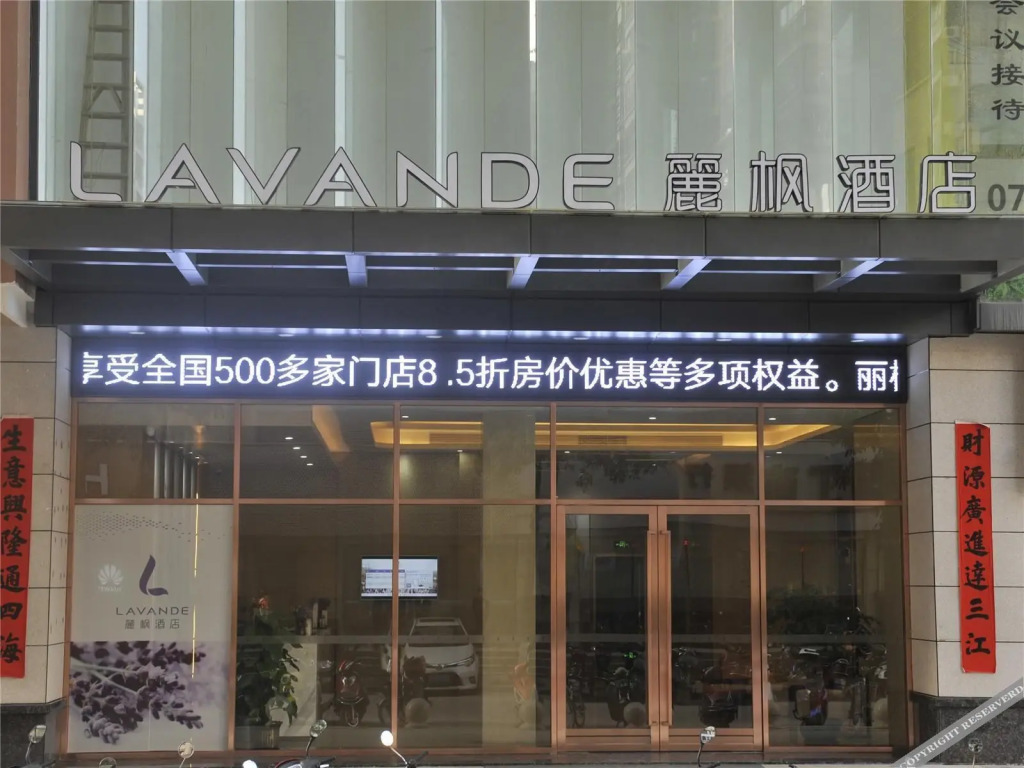 会议接待
LAVANDE 麗枫酒店
07
享受全国500多家门店8.5折房价优惠等多项权益。丽枫
生意興隆通四海
財源廣進達三江
LAVANDE
麗枫酒店
COPYRIGHT RESERVED